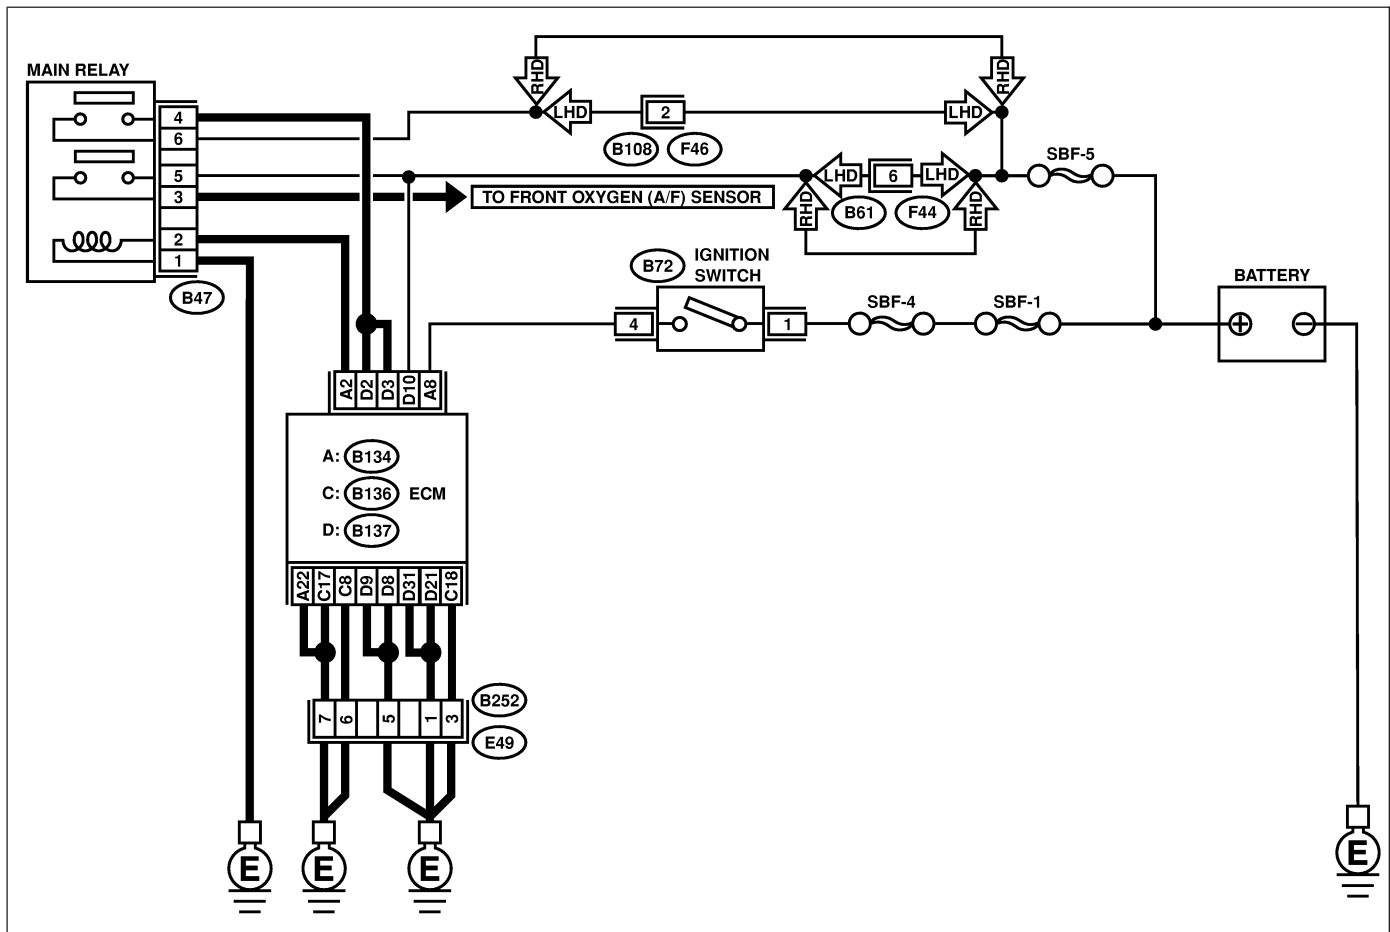 MAIN RELAY
4
6
5
3
2
1
B47
RHD
RHD
LHD
2
LHD
B108
F46
SBF-5
LHD
6
LHD
RHD
B61
F44
RHD
TO FRONT OXYGEN (A/F) SENSOR
B72
IGNITION
SWITCH
4
1
SBF-4
SBF-1
BATTERY
A2
D2
D3
D10
A8
A: B134
C: B136
ECM
D: B137
A22
C17
C8
D9
D8
D31
D21
C18
7
6
5
1
3
B252
E49
E
E
E
E